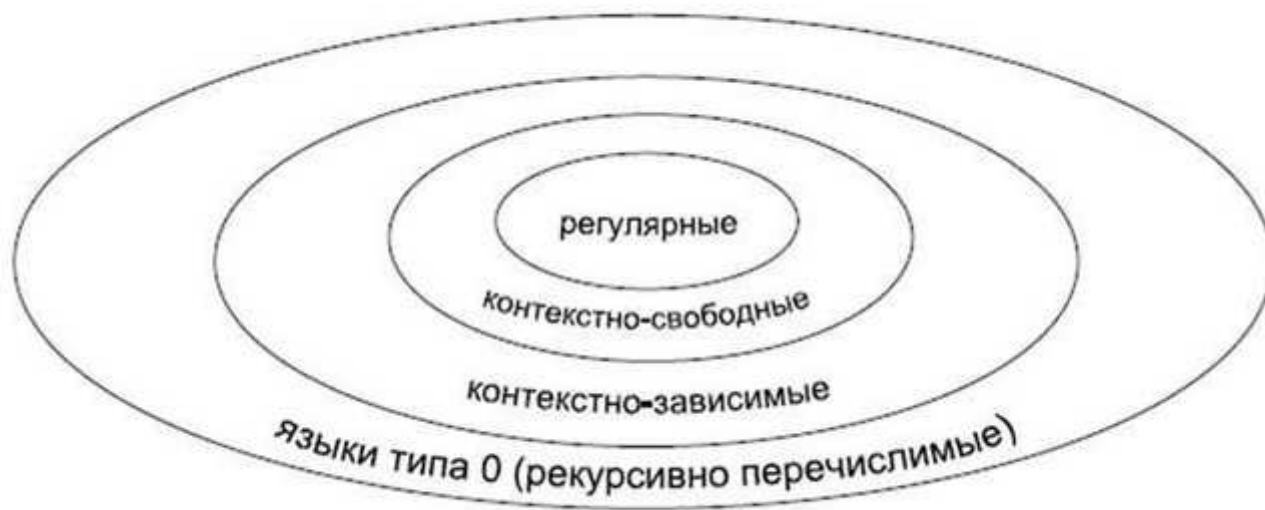 регулярные
контекстно-свободные
контекстно-зависимые
языки типа 0 (рекурсивно перечислимые)